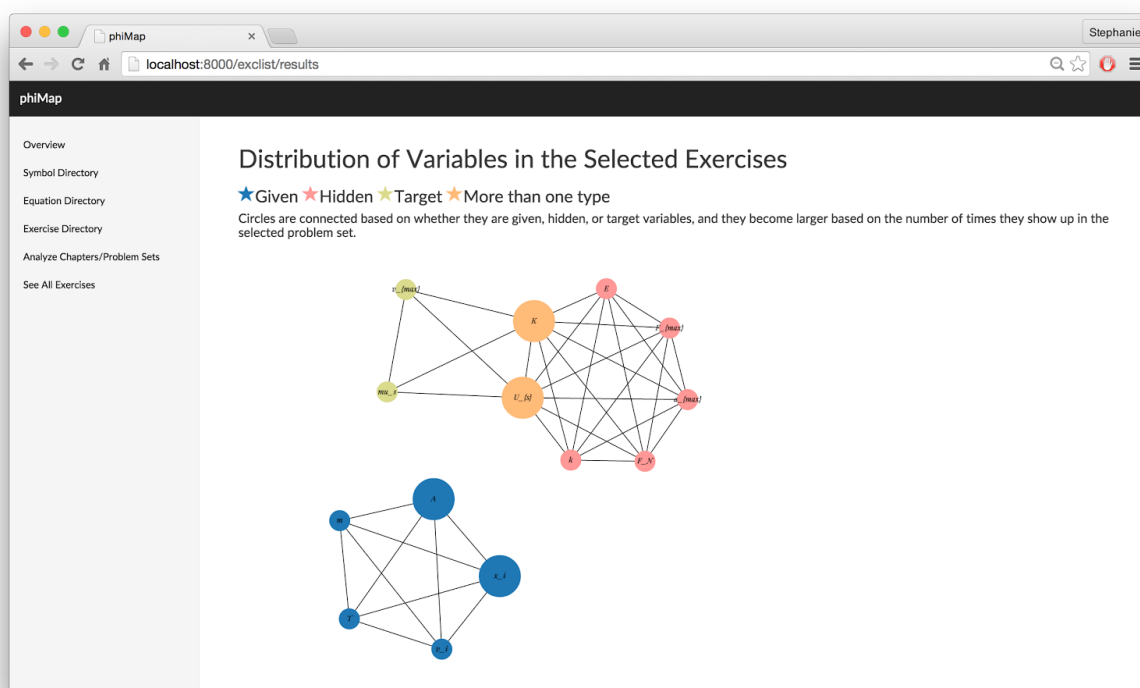 phiMap
Stephanie
localhost:8000/exclist/results
phiMap
Overview
Symbol Directory
Equation Directory
Exercise Directory
Analyze Chapters/Problem Sets
See All Exercises
Distribution of Variables in the Selected Exercises
Given Hidden Target More than one type
Circles are connected based on whether they are given, hidden, or target variables, and they become larger based on the number of times they show up in the
selected problem set.
v_{max}
E
K
F_{max}
mu_s
U_{s}
a_{max}
k
F_N
A
m
x_i
T
v_i